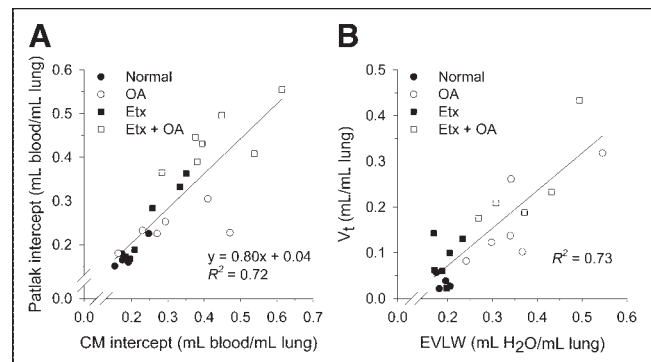 A
Patlak intercept (mL blood/mL lung)
0.6
0.5
0.4
0.3
0.2
0.0
Normal
OA
Etx
Etx + OA
y = 0.80x + 0.04
R² = 0.72
0.0 0.2 0.3 0.4 0.5 0.6 0.7
CM intercept (mL blood/mL lung)
B
Vt (mL/mL lung)
0.5
0.4
0.3
0.2
0.1
0.0
Normal
OA
Etx
Etx + OA
R² = 0.73
0.0 0.2 0.3 0.4 0.5 0.6
EVLW (mL H₂O/mL lung)